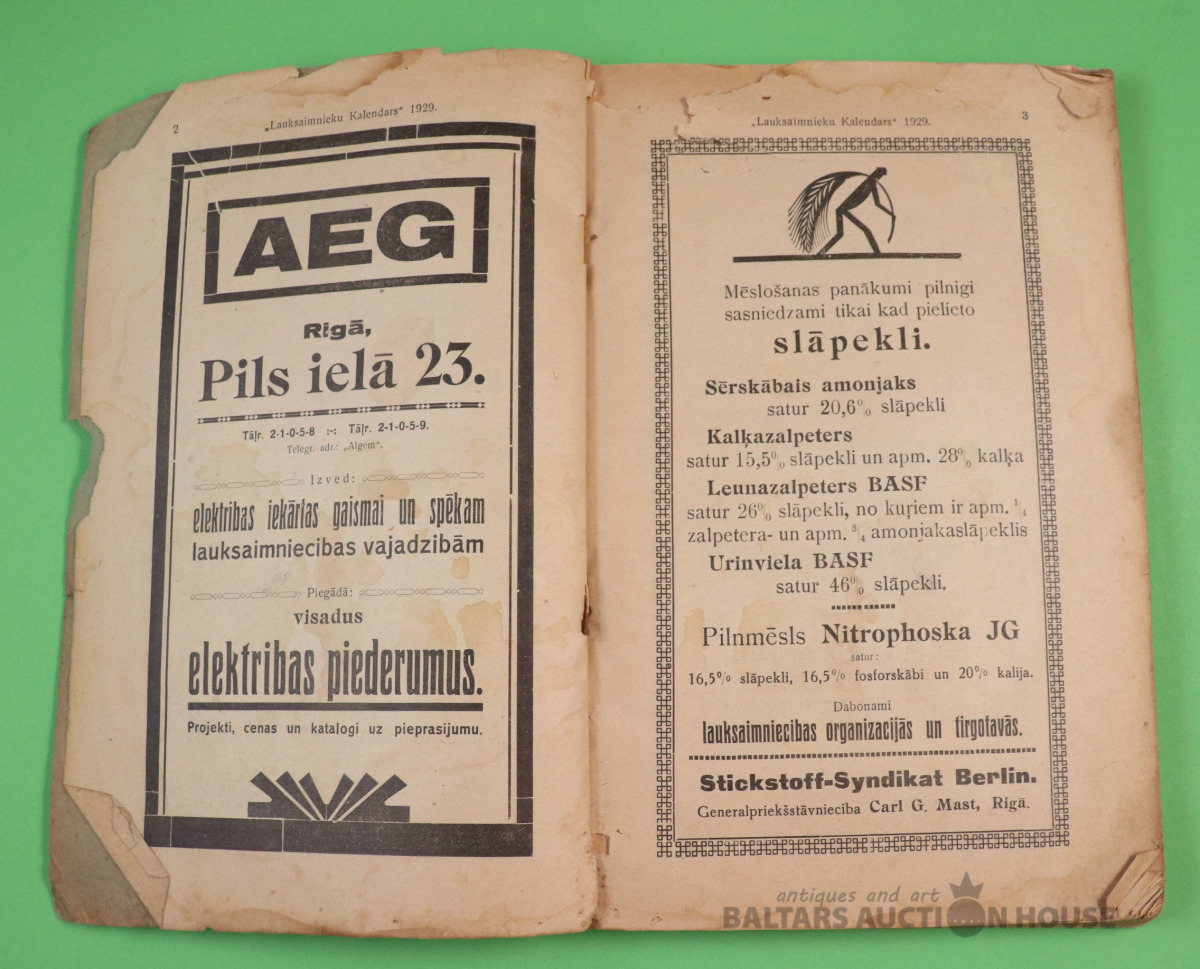 2
„Lauksaimnieku Kalendars" 1929.
AEG
Rigā,
Pils ielā 23.
Tāļr. 2-1-0-5-8 :-: Tāļr. 2-1-0-5-9.
Telegr. adr.: „Algem".
Izved:
elektribas iekārtas gaismai un spēkam
lauksaimniecibas vajadzibām
Piegādā:
visadus
elektribas piederumus.
Projekti, cenas un katalogi uz pieprasijumu.
„Lauksaimnieku Kalendars" 1929.
3
Mēslošanas panākumi pilnigi
sasniedzami tikai kad pielieto
slāpekli.
Sērskābais amonjaks
satur 20,6% slāpekli
Kalķazalpeters
satur 15,5% slāpekli un apm. 28% kalķa
Leunazalpeters BASF
satur 26% slāpekli, no kuŗiem ir apm. ¼
zalpetera- un apm. ¾ amonjakaslāpeklis
Urinviela BASF
satur 46% slāpekli.
Pilnmēsls Nitrophoska JG
satur:
16,5% slāpekli, 16,5% fosforskābi un 20% kalija.
Dabonami
lauksaimniecibas organizacijās un tirgotavās.
Stickstoff-Syndikat Berlin.
Generalpriekšstāvnieciba Carl G. Mast, Rigā.
antiques and art
BALTARS AUCTION HOUSE